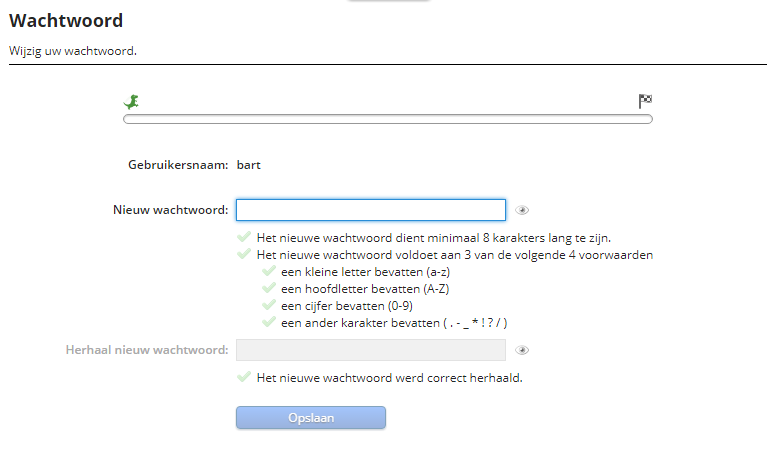 Wachtwoord
Wijzig uw wachtwoord.
Gebruikersnaam: bart
Nieuw wachtwoord:
Het nieuwe wachtwoord dient minimaal 8 karakters lang te zijn.
Het nieuwe wachtwoord voldoet aan 3 van de volgende 4 voorwaarden
een kleine letter bevatten (a-z)
een hoofdletter bevatten (A-Z)
een cijfer bevatten (0-9)
een ander karakter bevatten ( . - _ * ! ? / )
Herhaal nieuw wachtwoord:
Het nieuwe wachtwoord werd correct herhaald.
Opslaan